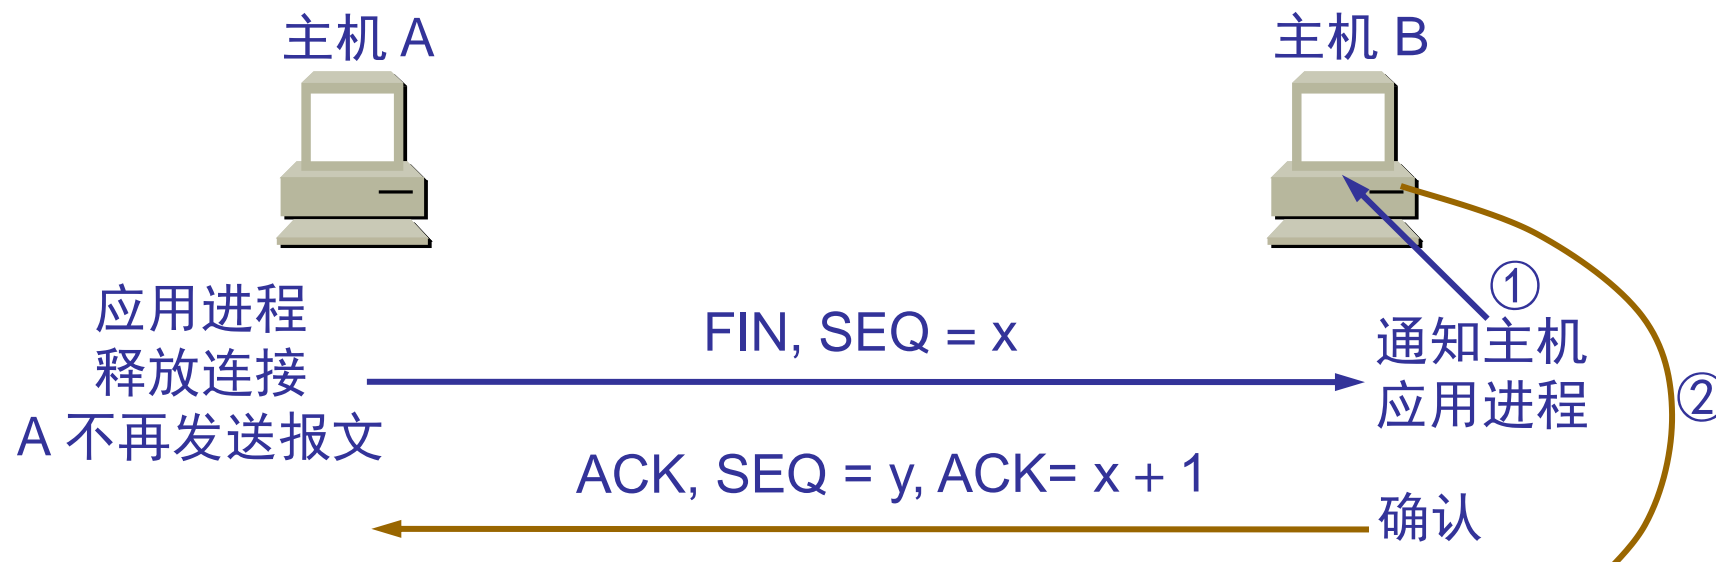 主机 A
主机 B
①
应用进程
释放连接
A 不再发送报文
FIN, SEQ = x
通知主机
应用进程
②
ACK, SEQ = y, ACK= x + 1
确认